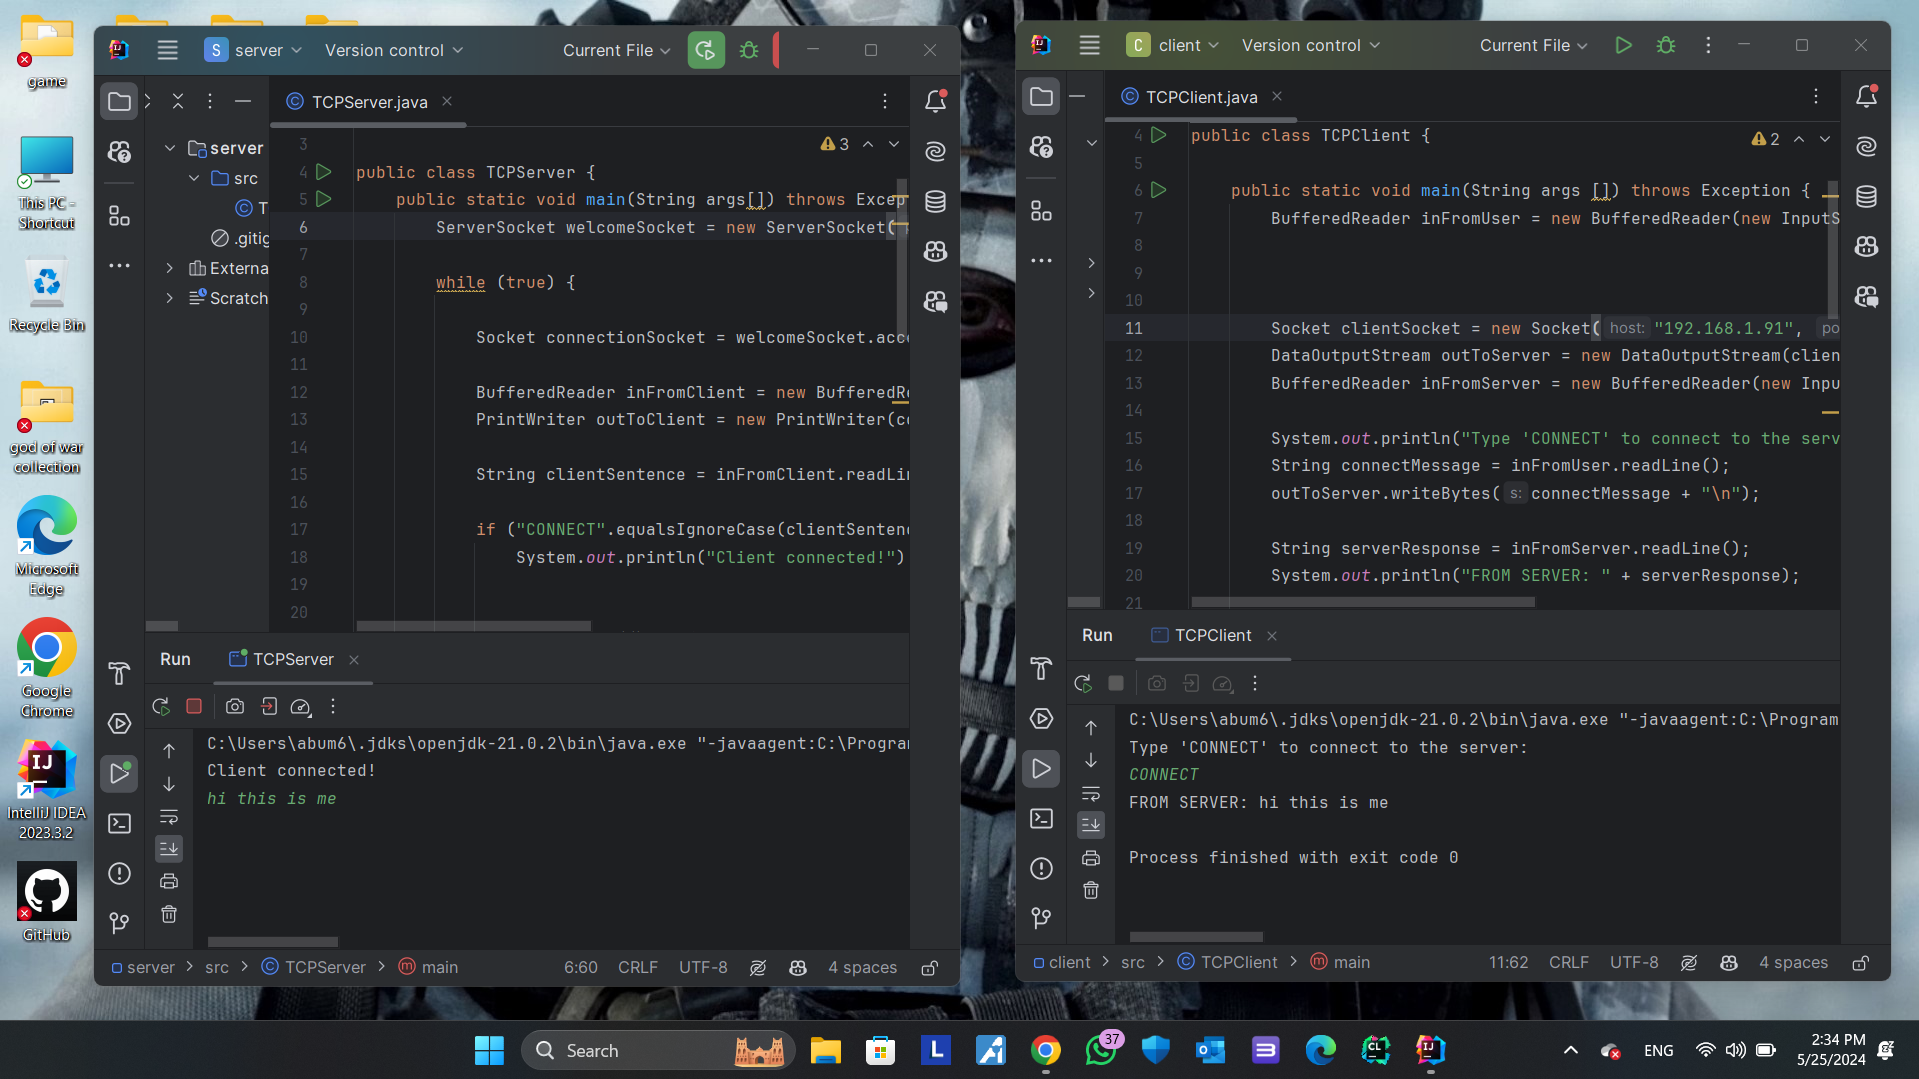 game
This PC -
Shortcut
Recycle Bin
god of war
collection
Microsoft
Edge
Google
Chrome
IntelliJ IDEA
2023.3.2
GitHub
S server
Version control
Current File
TCPServer.java
server
src
T
.gitig
Externa
Scratch
3
3
4 public class TCPServer {
5 public static void main(String args[]) throws Excep
6 ServerSocket welcomeSocket = new ServerSocket(
7
8 while (true) {
9
10 Socket connectionSocket = welcomeSocket.acc
11
12 BufferedReader inFromClient = new BufferedRe
13 PrintWriter outToClient = new PrintWriter(co
14
15 String clientSentence = inFromClient.readLin
16
17 if ("CONNECT".equalsIgnoreCase(clientSentenc
18 System.out.println("Client connected!")
19
20
Run
TCPServer
C:\Users\abum6\.jdks\openjdk-21.0.2\bin\java.exe "-javaagent:C:\Program
Client connected!
hi this is me
server > src > TCPServer > main
6:60 CRLF UTF-8 4 spaces
C client
Version control
Current File
TCPClient.java
2
4 public class TCPClient {
5
6 public static void main(String args []) throws Exception {
7 BufferedReader inFromUser = new BufferedReader(new InputS
8
9
10
11 Socket clientSocket = new Socket( host: "192.168.1.91", po
12 DataOutputStream outToServer = new DataOutputStream(clien
13 BufferedReader inFromServer = new BufferedReader(new Inpu
14
15 System.out.println("Type 'CONNECT' to connect to the serv
16 String connectMessage = inFromUser.readLine();
17 outToServer.writeBytes( s: connectMessage + "\n");
18
19 String serverResponse = inFromServer.readLine();
20 System.out.println("FROM SERVER: " + serverResponse);
21
Run
TCPClient
C:\Users\abum6\.jdks\openjdk-21.0.2\bin\java.exe "-javaagent:C:\Program
Type 'CONNECT' to connect to the server:
CONNECT
FROM SERVER: hi this is me
Process finished with exit code 0
client > src > TCPClient > main
11:62 CRLF UTF-8 4 spaces
Search
37
ENG
2:34 PM
5/25/2024